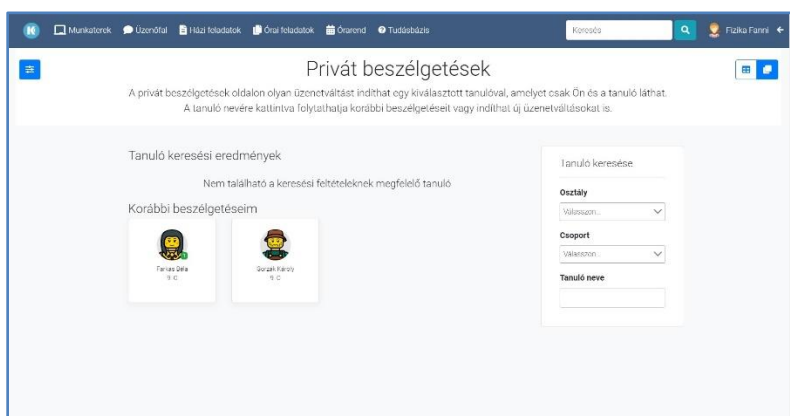 Munkaterek Üzenőfal Házi feladatok Órai feladatok Órarend Tudásbázis Keresés Fizika Fanni
Privát beszélgetések
A privát beszélgetések oldalon olyan üzenetváltást indíthat egy kiválasztott tanulóval, amelyet csak Ön és a tanuló láthat.
A tanuló nevére kattintva folytathatja korábbi beszélgetéseit vagy indíthat új üzenetváltásokat is.
Tanuló keresési eredmények
Nem található a keresési feltételeknek megfelelő tanuló
Korábbi beszélgetéseim
Farkas Béla
9. C
Gorzak Károly
9. C
Tanuló keresése
Osztály
Válasszon...
Csoport
Válasszon...
Tanuló neve